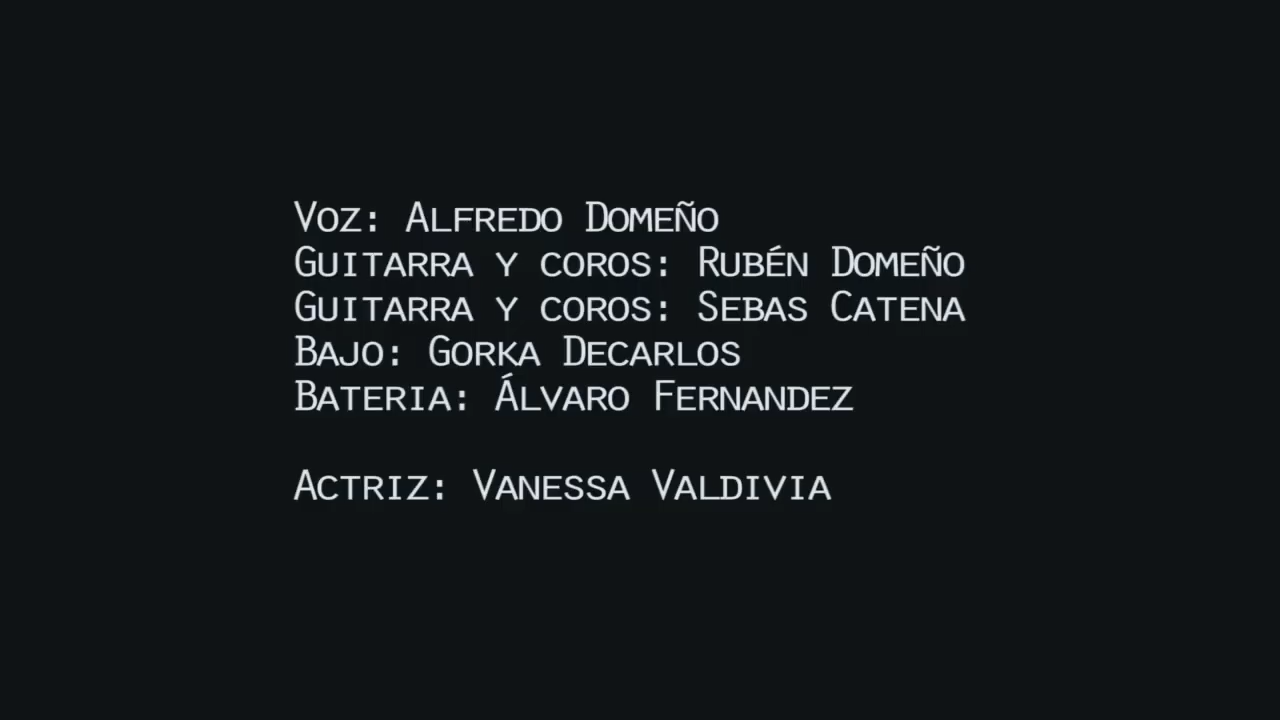 Voz: Alfredo Domeño
Guitarra y coros: Rubén Domeño
Guitarra y coros: Sebas Catena
Bajo: Gorka Decarlos
Bateria: Álvaro Fernandez
Actriz: Vanessa Valdivia